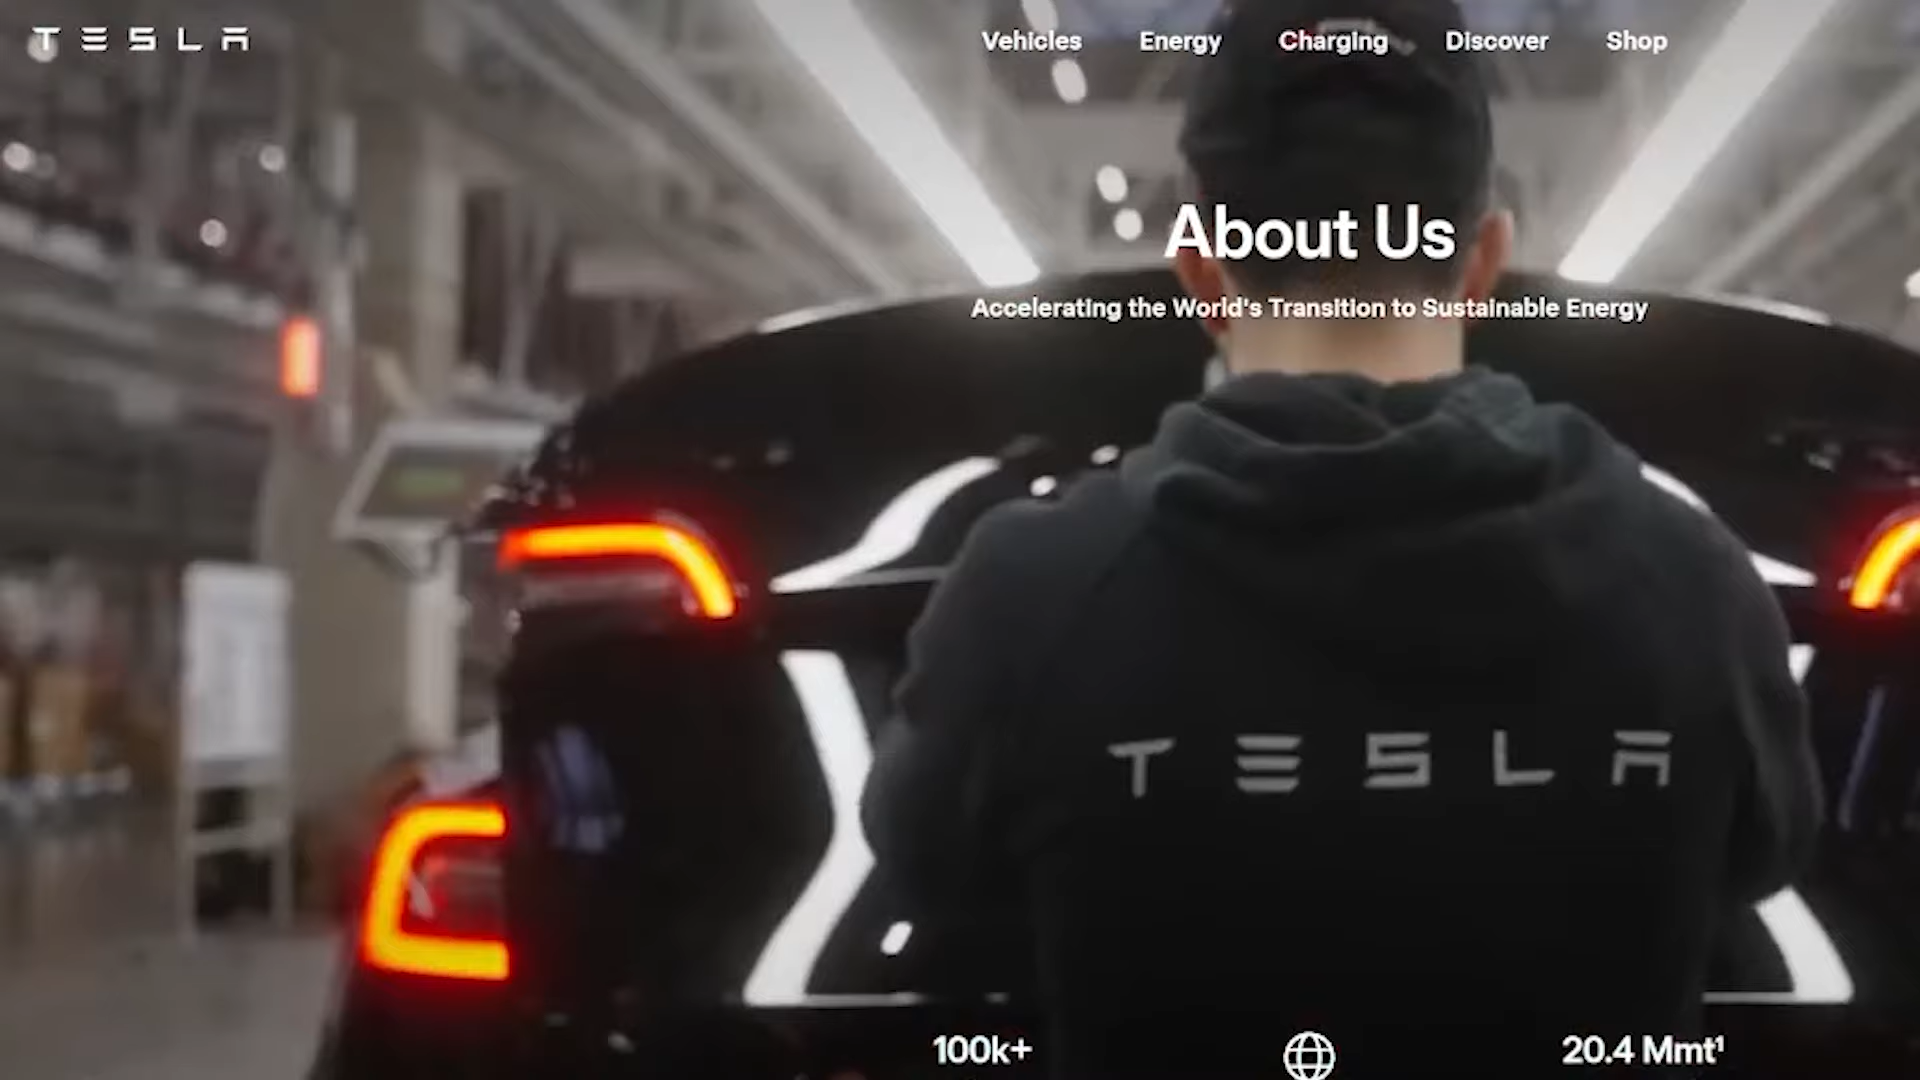 TESLA
Vehicles Energy Charging Discover Shop
About Us
Accelerating the World's Transition to Sustainable Energy
TESLA
100k+
20.4 Mmt¹